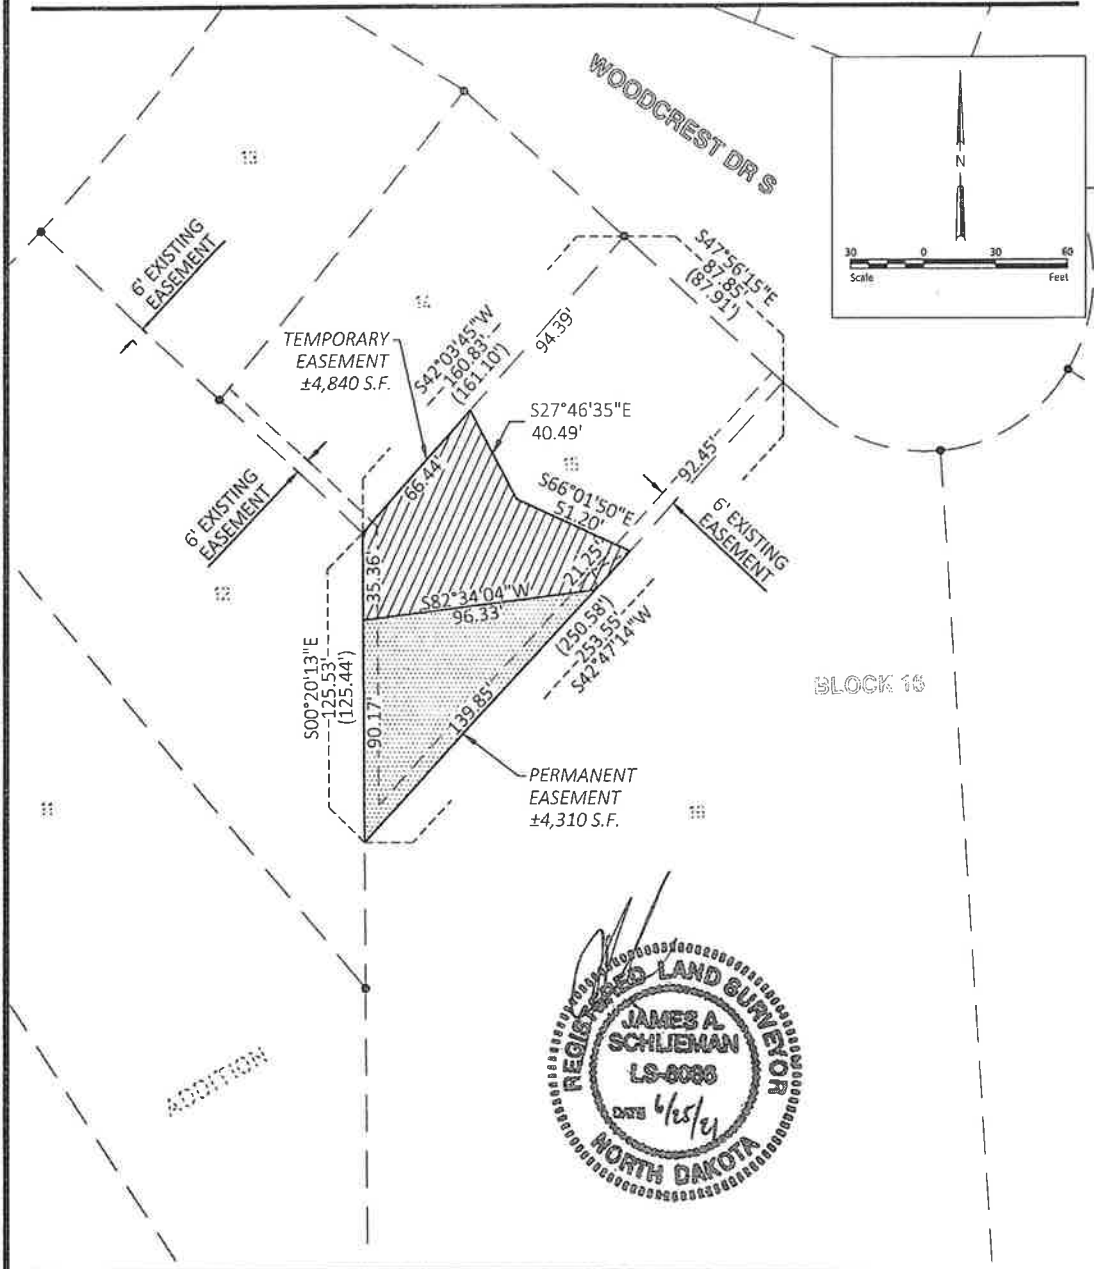 WOODCREST DR S
N
30 0 30 60
Scale Feet
13
6' EXISTING
EASEMENT
14
TEMPORARY
EASEMENT
±4,840 S.F.
S42°03'45"W
160.83'
(161.10')
94.39'
S47°56'15"E
87.85'
(87.91')
S27°46'35"E
40.49'
15
66.44'
S66°01'50"E
51.20'
92.45'
6' EXISTING
EASEMENT
6' EXISTING
EASEMENT
12
35.36'
21.25'
S82°34'04"W
96.33'
(250.58')
253.55'
S42°47'14"W
S00°20'13"E
125.53'
(125.44')
90.17'
139.85'
BLOCK 16
PERMANENT
EASEMENT
±4,310 S.F.
11
ADDITION
REGISTERED LAND SURVEYOR
JAMES A.
SCHLIEMAN
DATE 6/25/21
NORTH DAKOTA